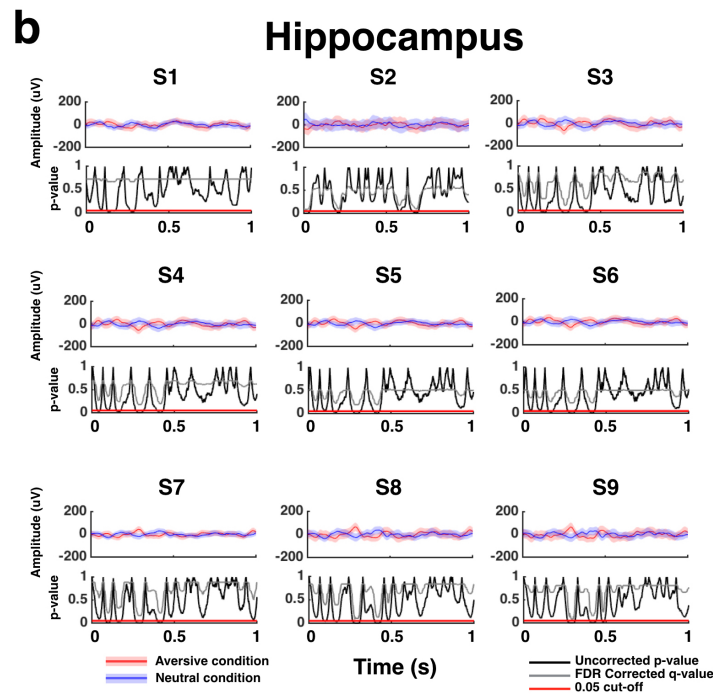 b
Hippocampus
S1 S2 S3
Amplitude (uV)
200 200 200
0 0 0
-200 -200 -200
p-value
1 1 1
0.5 0.5 0.5
0 0 0
0 0.5 1 0 0.5 1 0 0.5 1
S4 S5 S6
Amplitude (uV)
200 200 200
0 0 0
-200 -200 -200
p-value
1 1 1
0.5 0.5 0.5
0 0 0
0 0.5 1 0 0.5 1 0 0.5 1
S7 S8 S9
Amplitude (uV)
200 200 200
0 0 0
-200 -200 -200
p-value
1 1 1
0.5 0.5 0.5
0 0 0
0 0.5 1 0 0.5 1 0 0.5 1
Aversive condition
Neutral condition
Time (s)
Uncorrected p-value
FDR Corrected q-value
0.05 cut-off